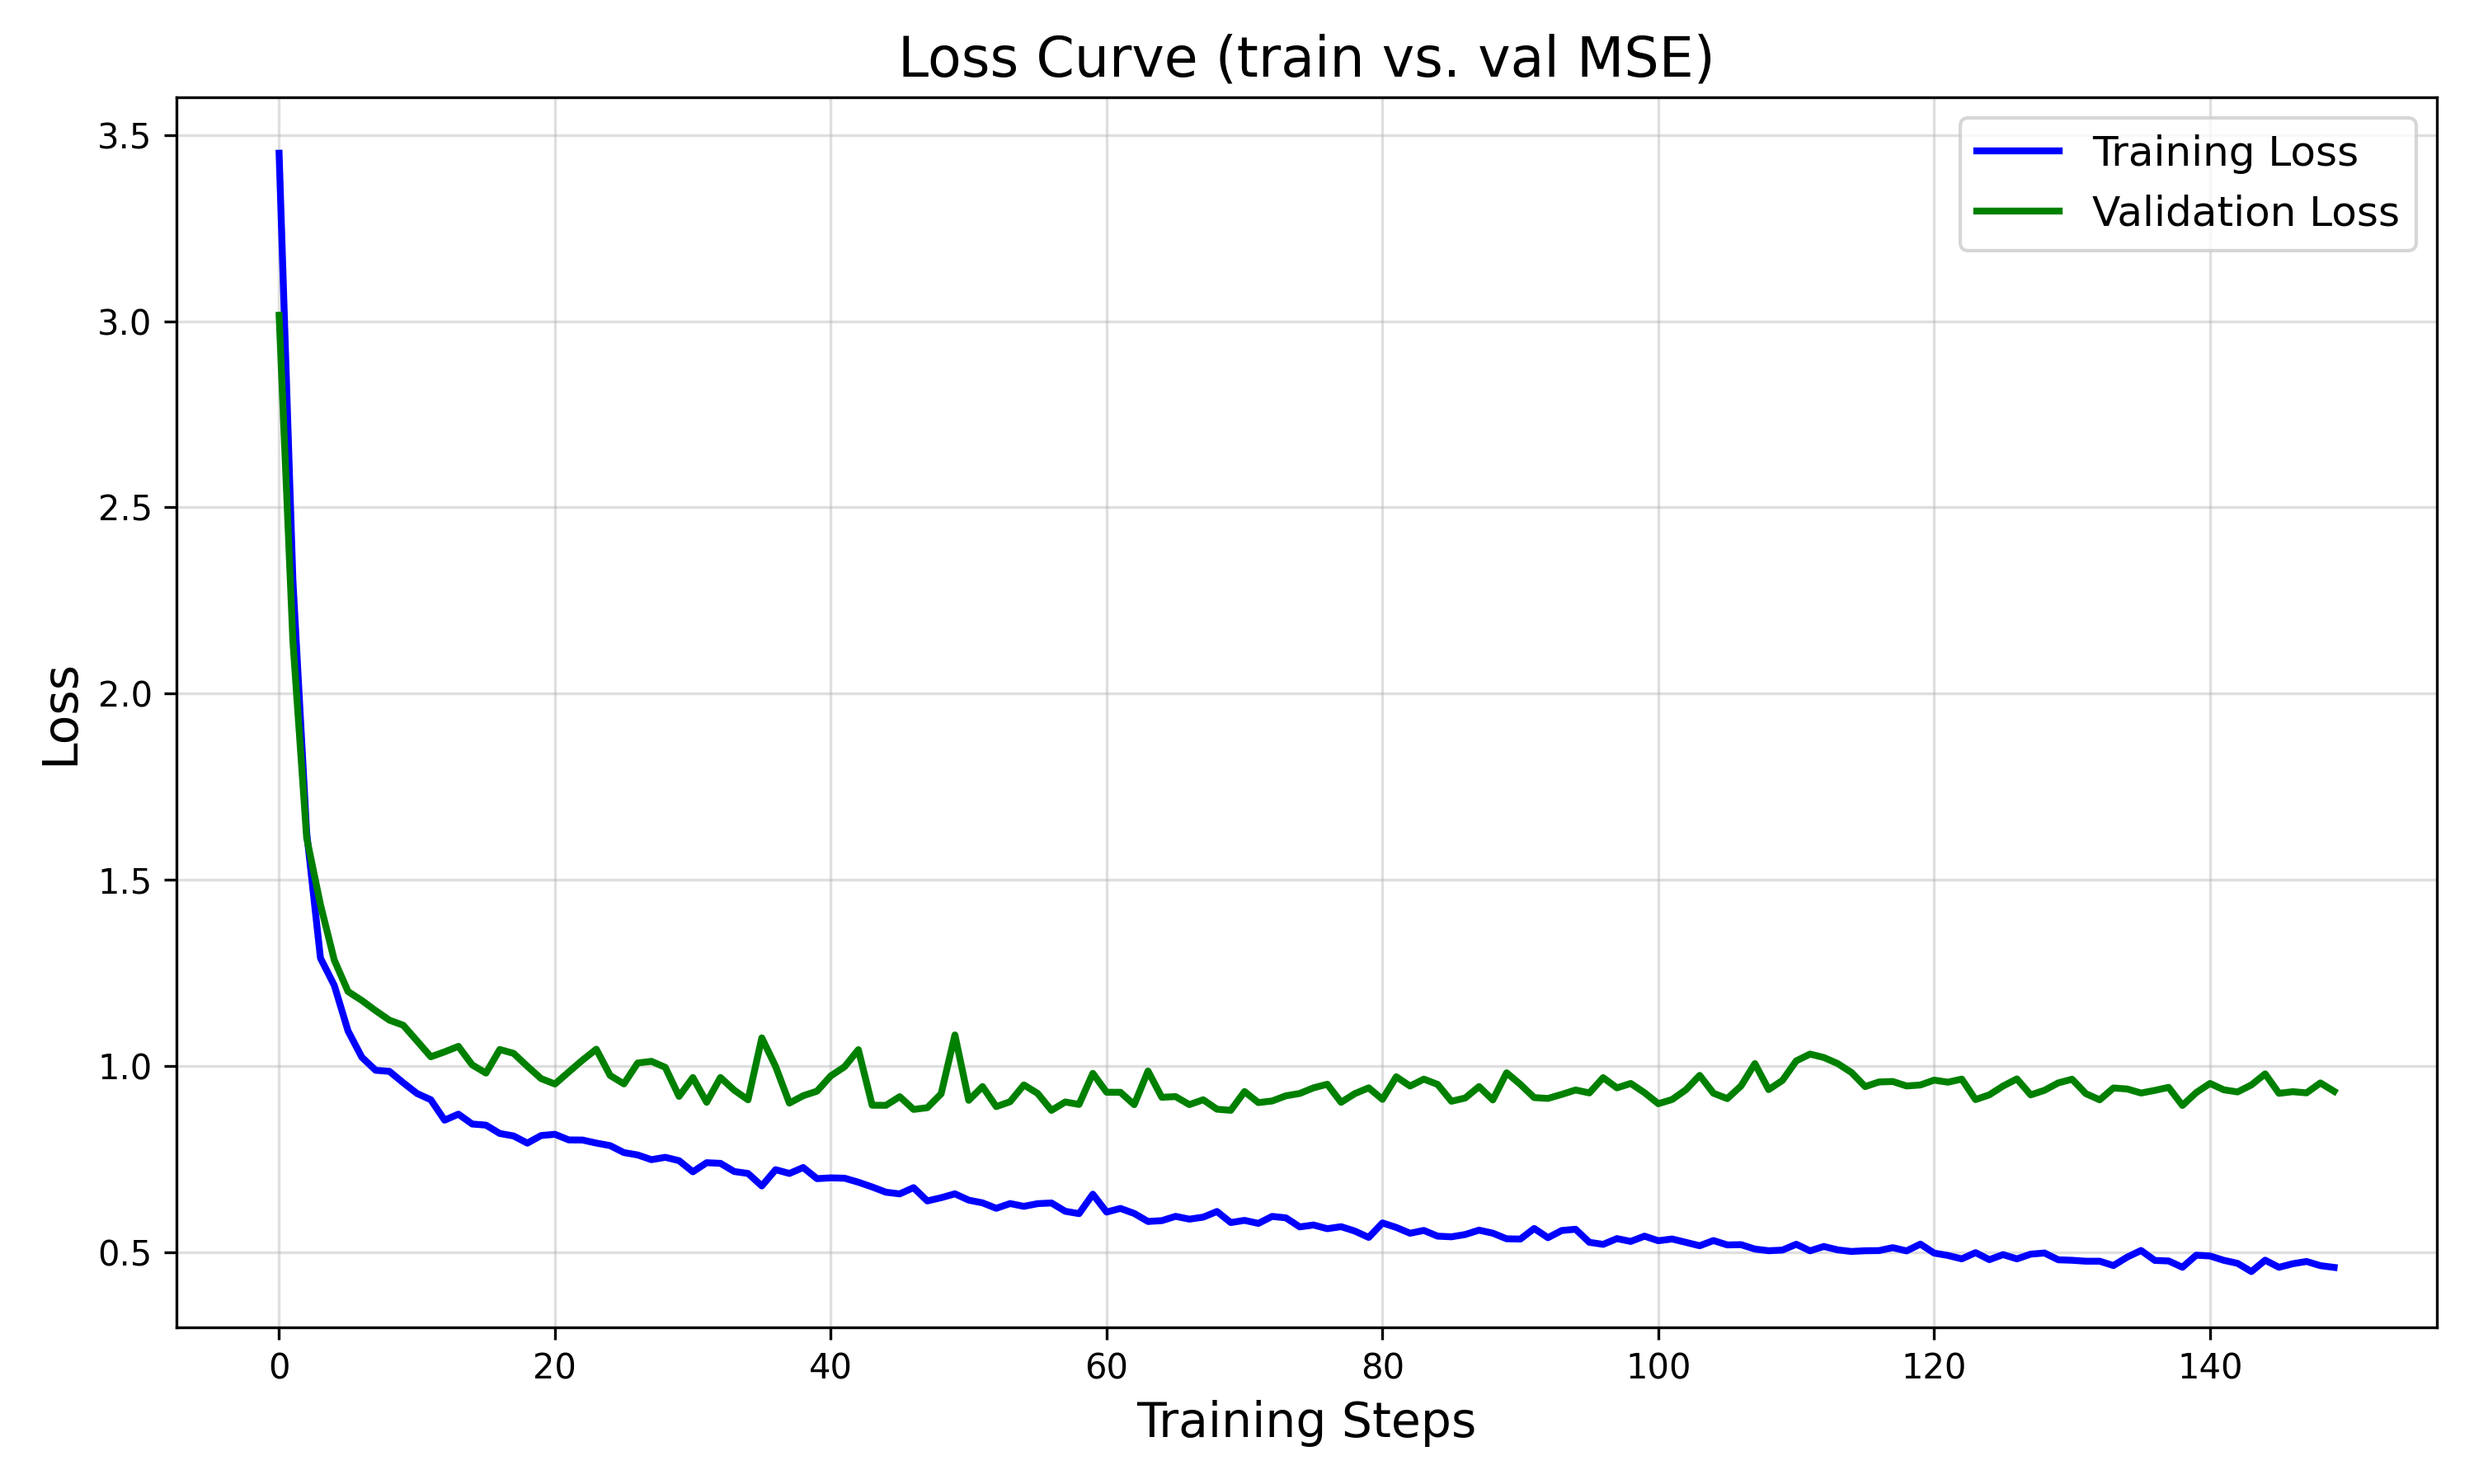 Loss Curve (train vs. val MSE)
Training Loss
Validation Loss
Loss
3.5
3.0
2.5
2.0
1.5
1.0
0.5
0 20 40 60 80 100 120 140
Training Steps